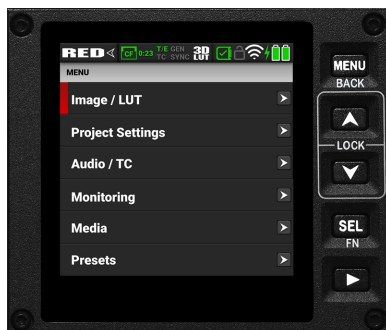 RED CF 0:23 T/E GEN 3D
TC SYNC LUT
MENU
Image / LUT
Project Settings
Audio / TC
Monitoring
Media
Presets
MENU
BACK
LOCK
SEL
FN